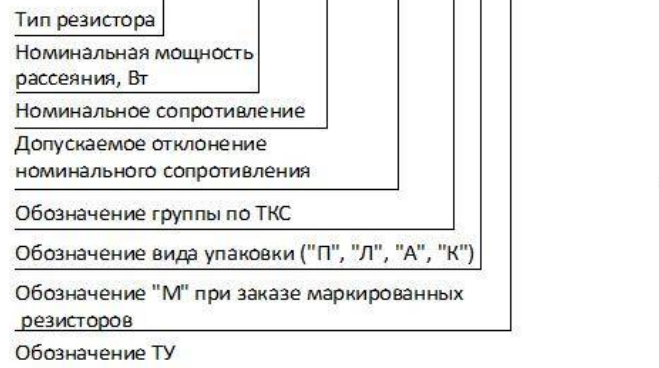 Тип резистора
Номинальная мощность
рассеяния, Вт
Номинальное сопротивление
Допускаемое отклонение
номинального сопротивления
Обозначение группы по ТКС
Обозначение вида упаковки ("П", "Л", "А", "К")
Обозначение "М" при заказе маркированных
резисторов
Обозначение ТУ